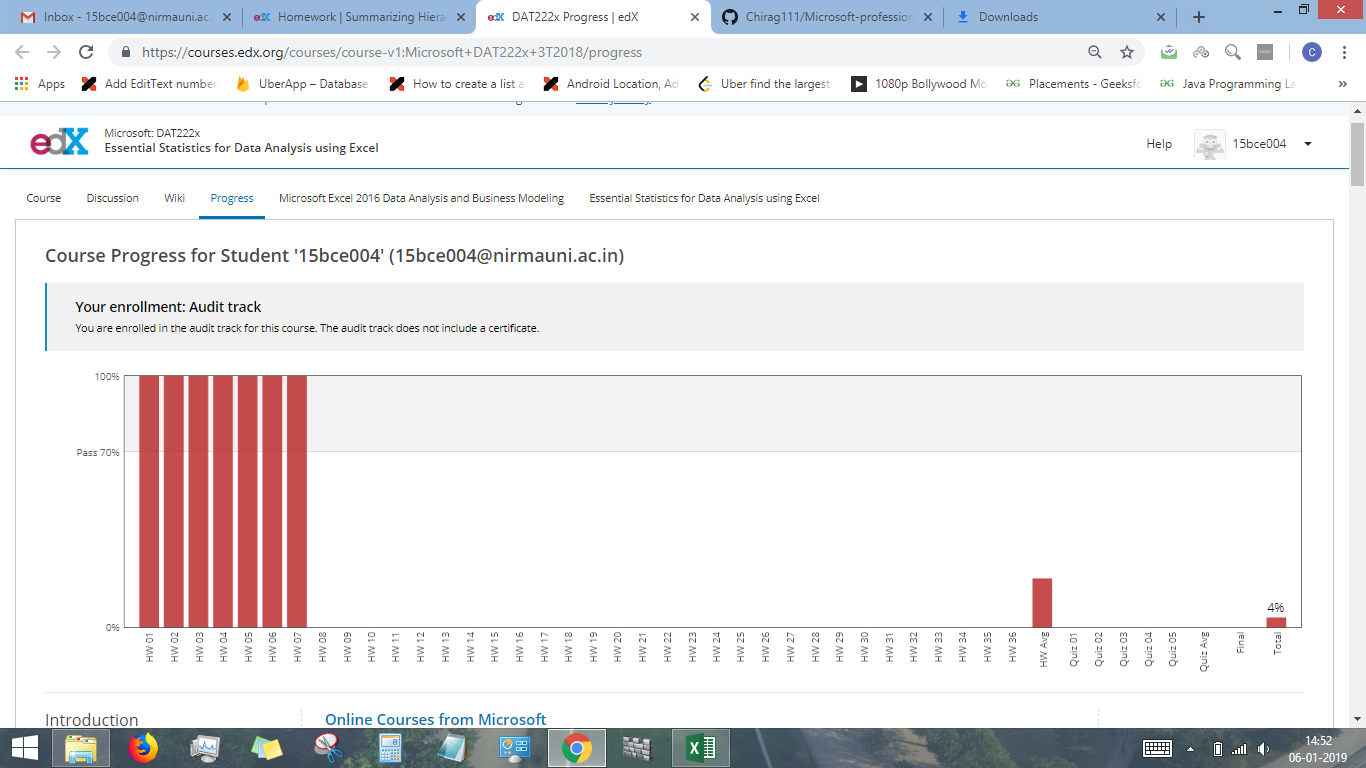 Inbox - 15bce004@nirmauni.ac.
Homework | Summarizing Hiera
DAT222x Progress | edX
Chirag111/Microsoft-profession
Downloads
https://courses.edx.org/courses/course-v1:Microsoft+DAT222x+3T2018/progress
C
Apps
Add EditText number
UberApp – Database
How to create a list a
Android Location, Ad
Uber find the largest
1080p Bollywood Mo
Placements - Geeksfo
Java Programming La
edX
Microsoft: DAT222x
Essential Statistics for Data Analysis using Excel
Help
15bce004
Course
Discussion
Wiki
Progress
Microsoft Excel 2016 Data Analysis and Business Modeling
Essential Statistics for Data Analysis using Excel
Course Progress for Student '15bce004' (15bce004@nirmauni.ac.in)
Your enrollment: Audit track
You are enrolled in the audit track for this course. The audit track does not include a certificate.
100%
Pass 70%
0%
4%
HW 01
HW 02
HW 03
HW 04
HW 05
HW 06
HW 07
HW 08
HW 09
HW 10
HW 11
HW 12
HW 13
HW 14
HW 15
HW 16
HW 17
HW 18
HW 19
HW 20
HW 21
HW 22
HW 23
HW 24
HW 25
HW 26
HW 27
HW 28
HW 29
HW 30
HW 31
HW 32
HW 33
HW 34
HW 35
HW 36
HW Avg
Quiz 01
Quiz 02
Quiz 03
Quiz 04
Quiz 05
Quiz Avg
Final
Total
Introduction
Online Courses from Microsoft
14:52
06-01-2019